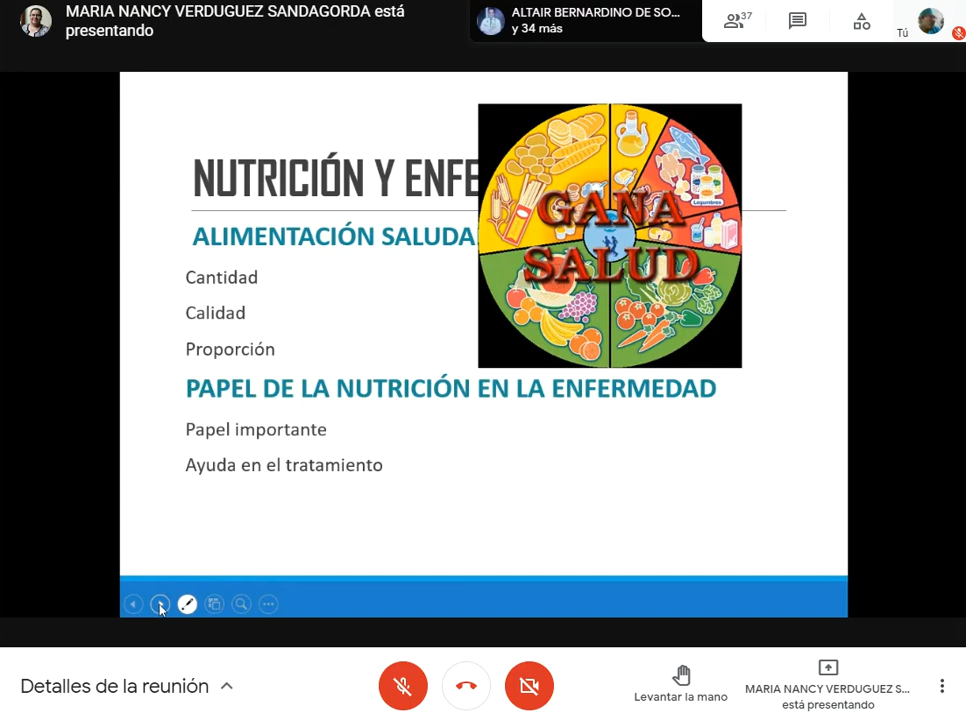 MARIA NANCY VERDUGUEZ SANDAGORDA está
presentando
ALTAIR BERNARDINO DE SO...
y 34 más
37
Tú
NUTRICIÓN Y ENFE
ALIMENTACIÓN SALUDA
Cantidad
Calidad
Proporción
Legumbres
GANA
SALUD
PAPEL DE LA NUTRICIÓN EN LA ENFERMEDAD
Papel importante
Ayuda en el tratamiento
Detalles de la reunión
Levantar la mano
MARIA NANCY VERDUGUEZ S...
está presentando